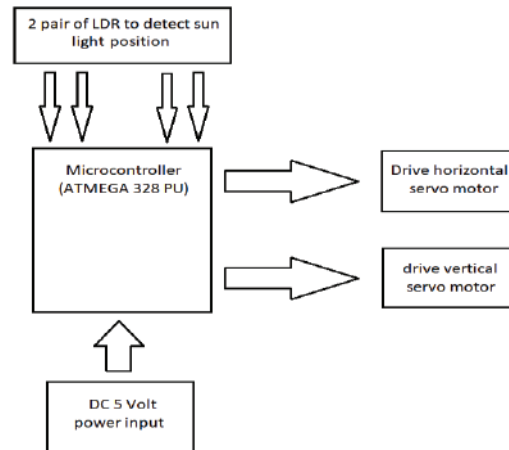 2 pair of LDR to detect sun
light position
Microcontroller
(ATMEGA 328 PU)
Drive horizontal
servo motor
drive vertical
servo motor
DC 5 Volt
power input